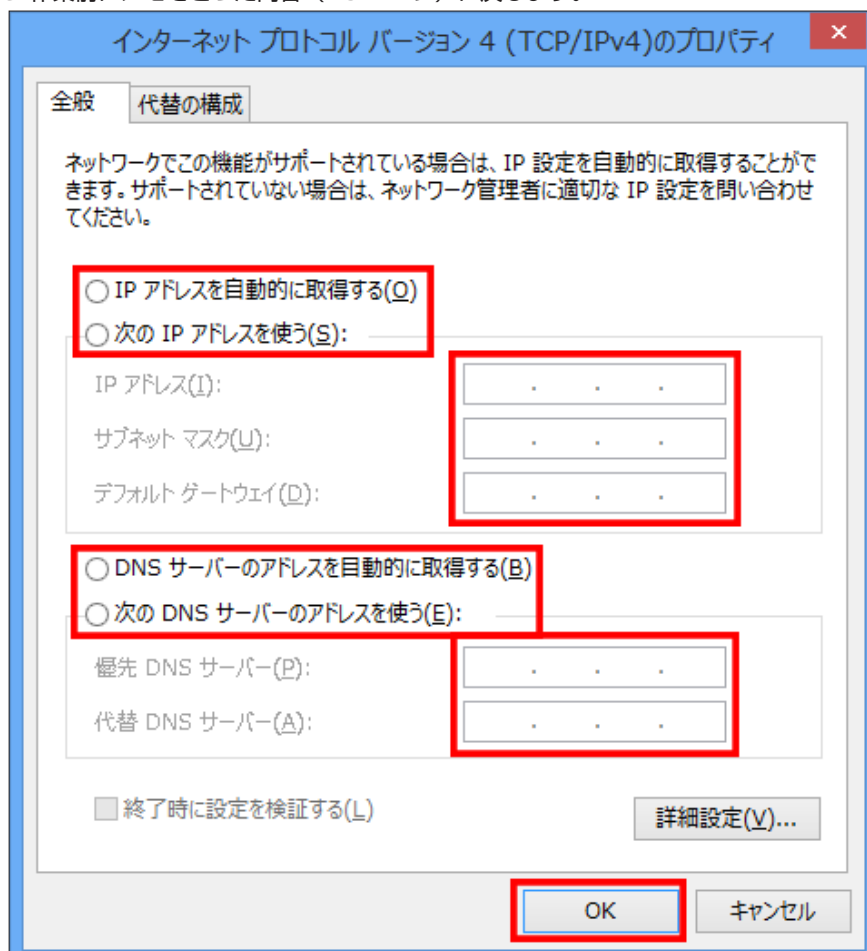 インターネット プロトコル バージョン 4 (TCP/IPv4)のプロパティ
×
全般 代替の構成
ネットワークでこの機能がサポートされている場合は、IP 設定を自動的に取得することがで
きます。サポートされていない場合は、ネットワーク管理者に適切な IP 設定を問い合わせ
てください。
IP アドレスを自動的に取得する(O)
次の IP アドレスを使う(S):
IP アドレス(I):
サブネット マスク(U):
デフォルト ゲートウェイ(D):
DNS サーバーのアドレスを自動的に取得する(B)
次の DNS サーバーのアドレスを使う(E):
優先 DNS サーバー(P):
代替 DNS サーバー(A):
終了時に設定を検証する(L)
詳細設定(V)...
OK キャンセル